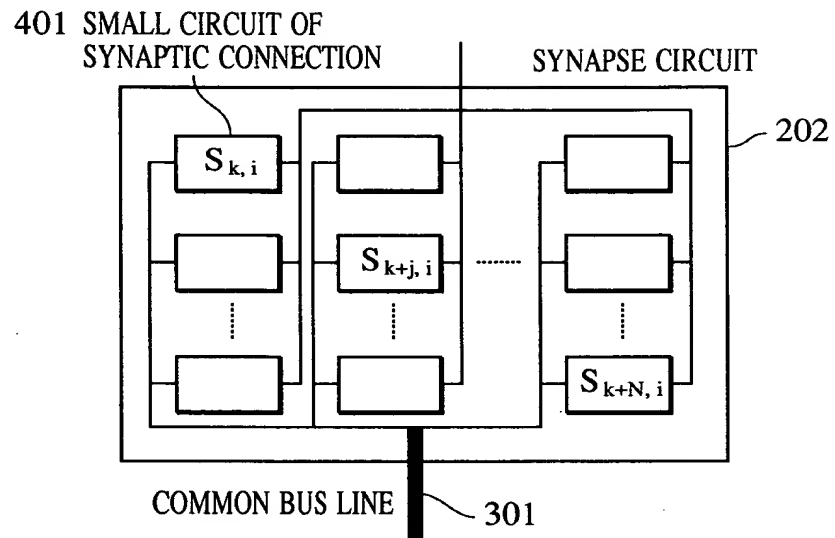 401 SMALL CIRCUIT OF
SYNAPTIC CONNECTION
SYNAPSE CIRCUIT
202
S k, i
S k+j, i
S k+N, i
COMMON BUS LINE
301